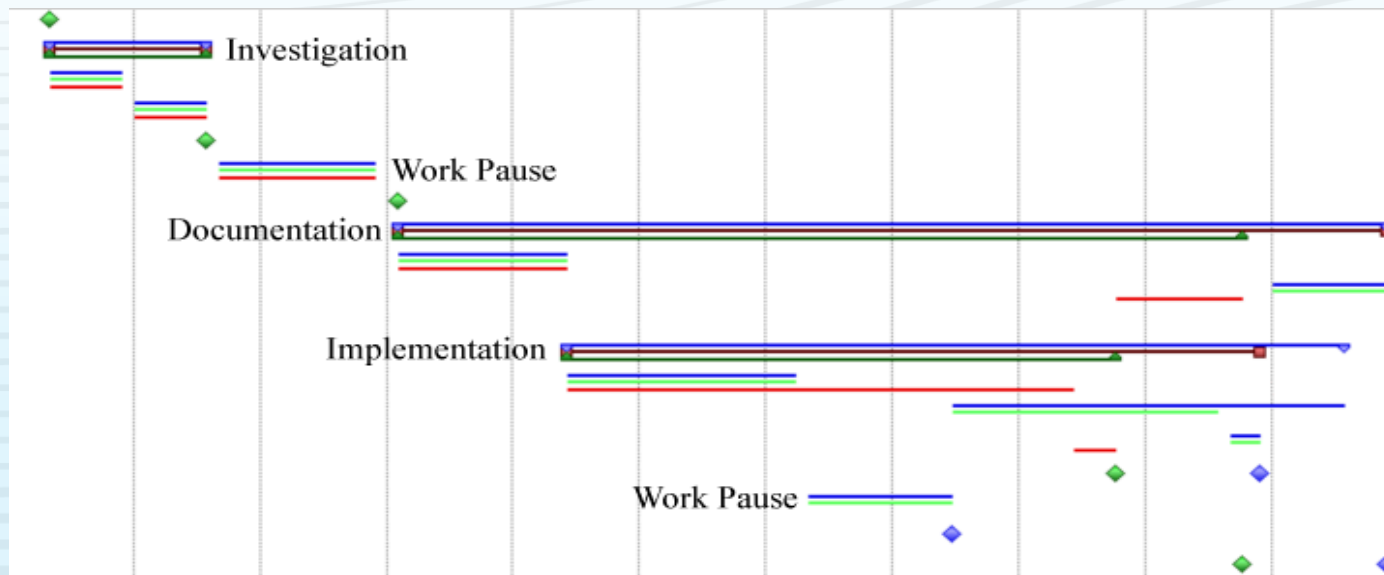 Investigation
Work Pause
Documentation
Implementation
Work Pause